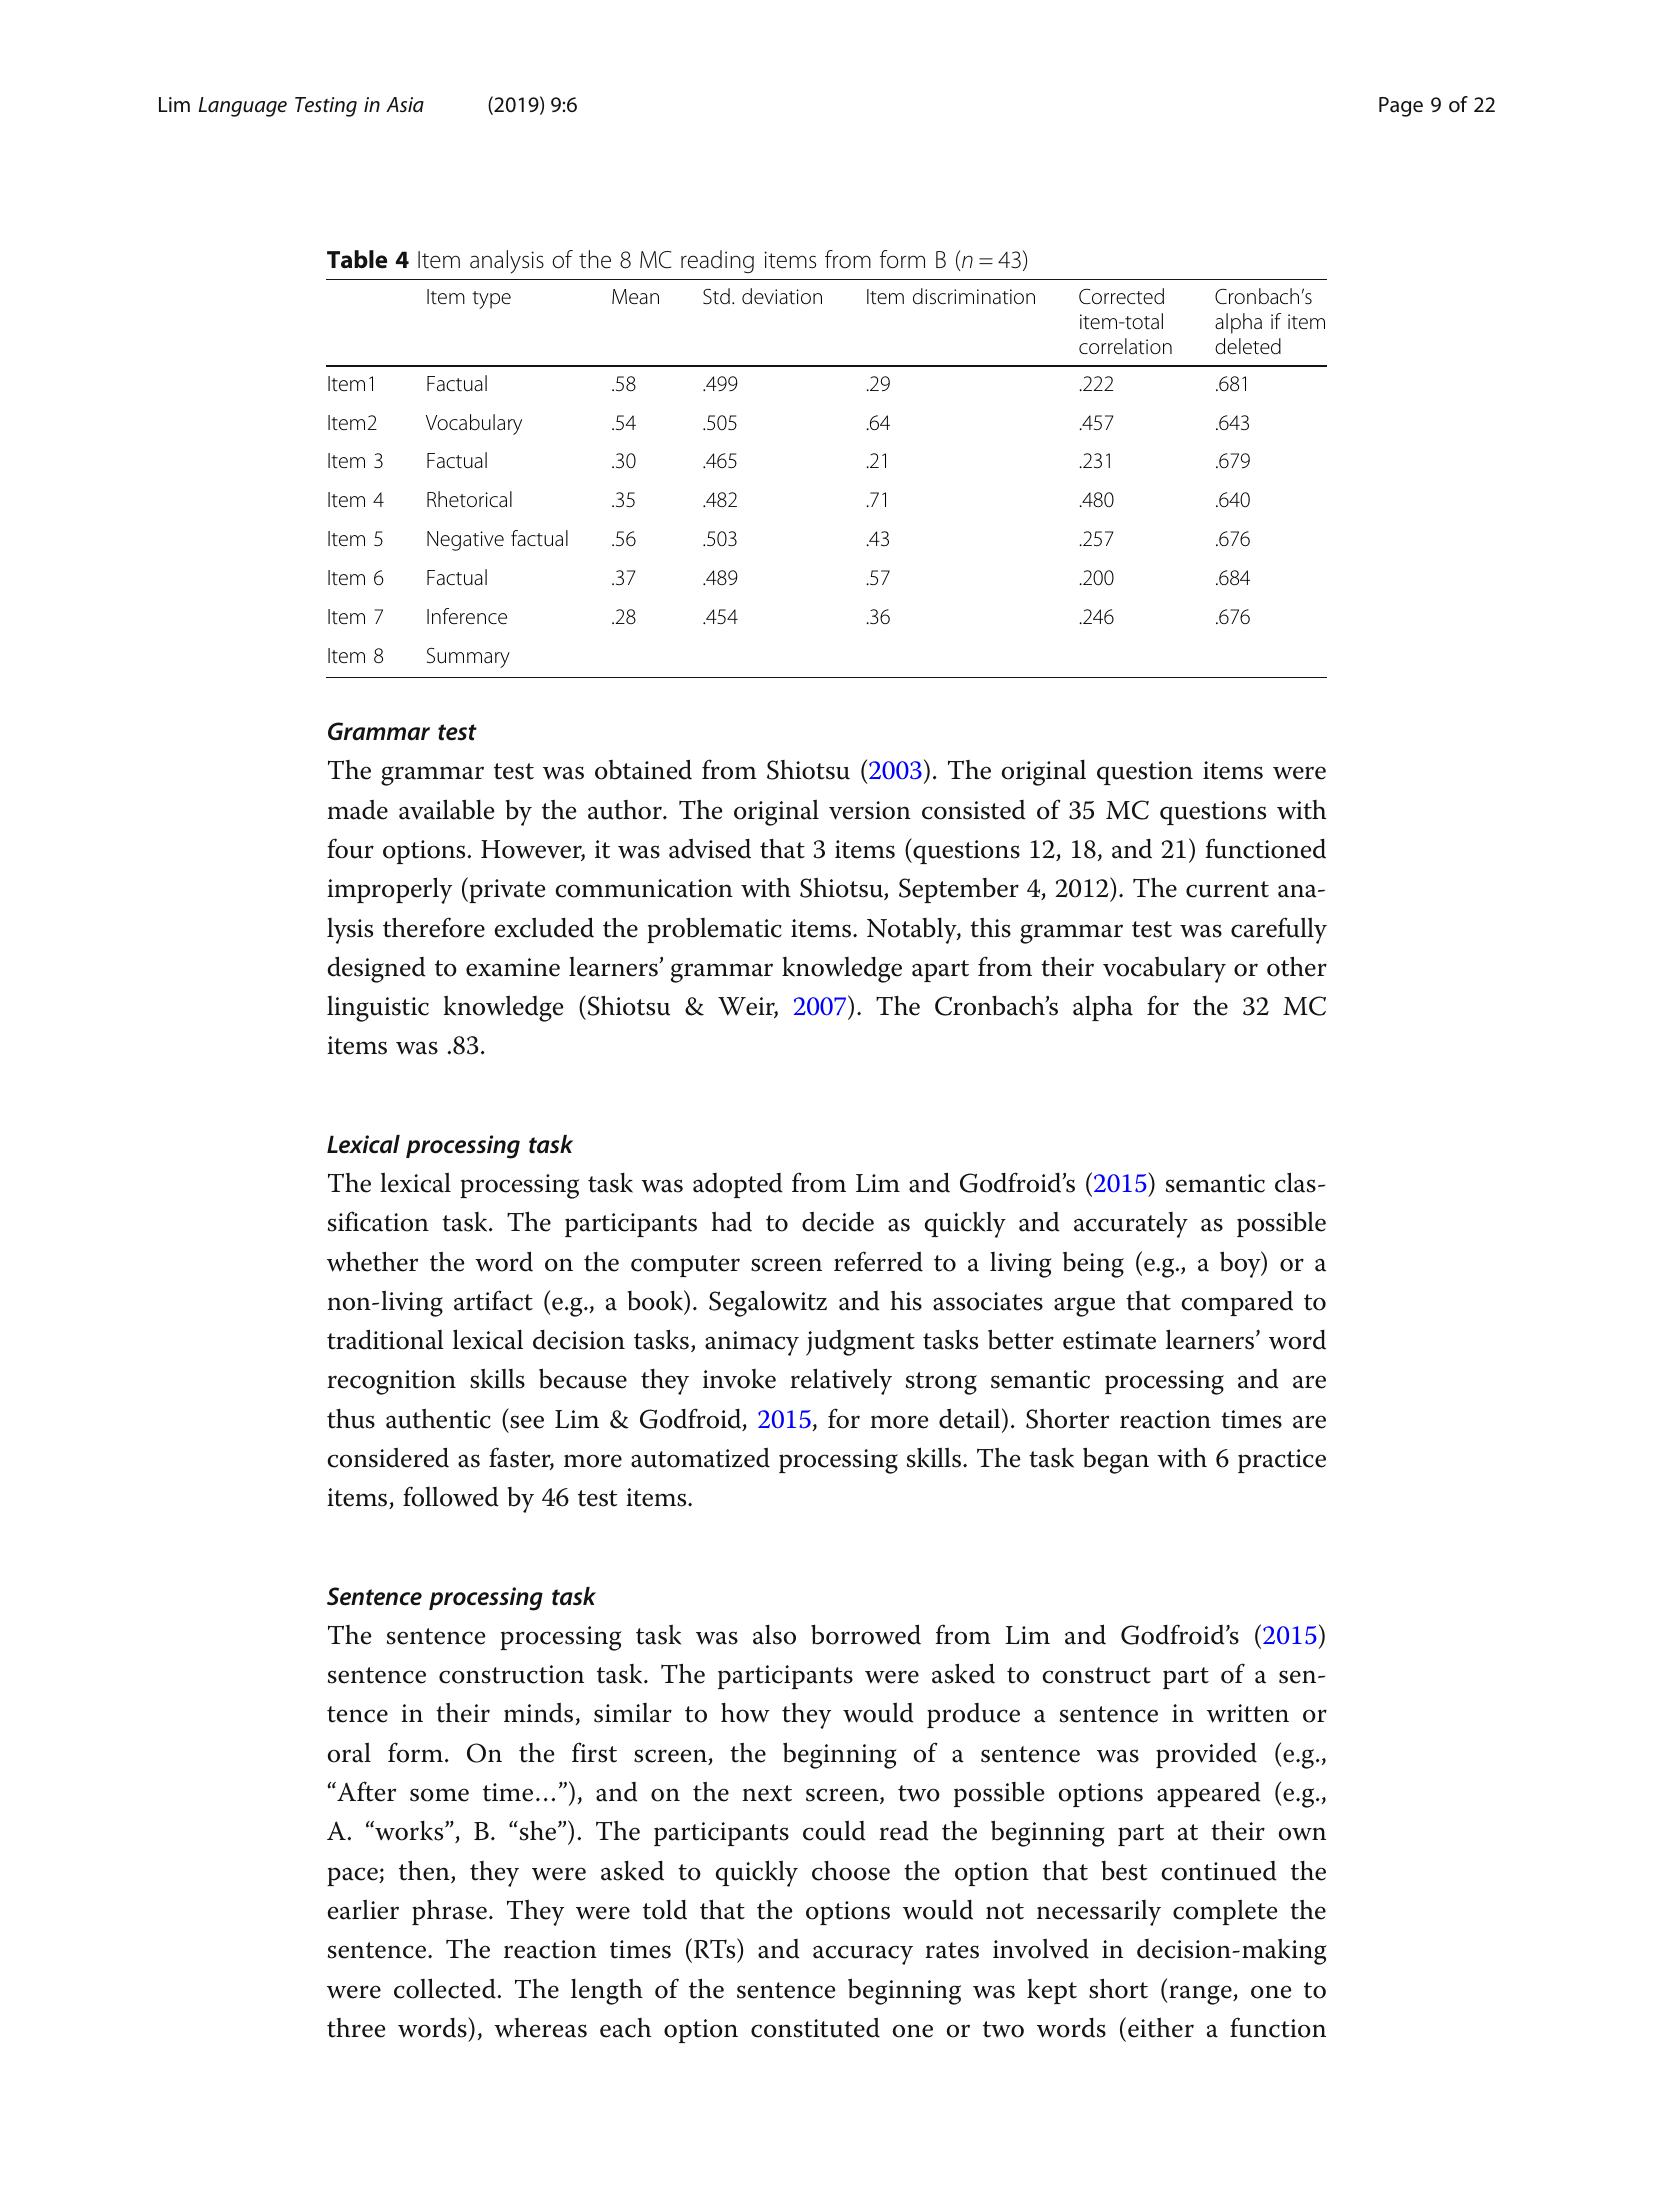 Lim Language Testing in Asia (2019) 9:6 Page 9 of 22
Table 4 Item analysis of the 8 MC reading items from form B (n = 43)
Item type Mean Std. deviation Item discrimination Corrected item-total correlation Cronbach’s alpha if item deleted
Item1 Factual .58 .499 .29 .222 .681
Item2 Vocabulary .54 .505 .64 .457 .643
Item 3 Factual .30 .465 .21 .231 .679
Item 4 Rhetorical .35 .482 .71 .480 .640
Item 5 Negative factual .56 .503 .43 .257 .676
Item 6 Factual .37 .489 .57 .200 .684
Item 7 Inference .28 .454 .36 .246 .676
Item 8 Summary
Grammar test
The grammar test was obtained from Shiotsu (2003). The original question items were
made available by the author. The original version consisted of 35 MC questions with
four options. However, it was advised that 3 items (questions 12, 18, and 21) functioned
improperly (private communication with Shiotsu, September 4, 2012). The current ana-
lysis therefore excluded the problematic items. Notably, this grammar test was carefully
designed to examine learners’ grammar knowledge apart from their vocabulary or other
linguistic knowledge (Shiotsu & Weir, 2007). The Cronbach’s alpha for the 32 MC
items was .83.
Lexical processing task
The lexical processing task was adopted from Lim and Godfroid’s (2015) semantic clas-
sification task. The participants had to decide as quickly and accurately as possible
whether the word on the computer screen referred to a living being (e.g., a boy) or a
non-living artifact (e.g., a book). Segalowitz and his associates argue that compared to
traditional lexical decision tasks, animacy judgment tasks better estimate learners’ word
recognition skills because they invoke relatively strong semantic processing and are
thus authentic (see Lim & Godfroid, 2015, for more detail). Shorter reaction times are
considered as faster, more automatized processing skills. The task began with 6 practice
items, followed by 46 test items.
Sentence processing task
The sentence processing task was also borrowed from Lim and Godfroid’s (2015)
sentence construction task. The participants were asked to construct part of a sen-
tence in their minds, similar to how they would produce a sentence in written or
oral form. On the first screen, the beginning of a sentence was provided (e.g.,
“After some time…”), and on the next screen, two possible options appeared (e.g.,
A. “works”, B. “she”). The participants could read the beginning part at their own
pace; then, they were asked to quickly choose the option that best continued the
earlier phrase. They were told that the options would not necessarily complete the
sentence. The reaction times (RTs) and accuracy rates involved in decision-making
were collected. The length of the sentence beginning was kept short (range, one to
three words), whereas each option constituted one or two words (either a function